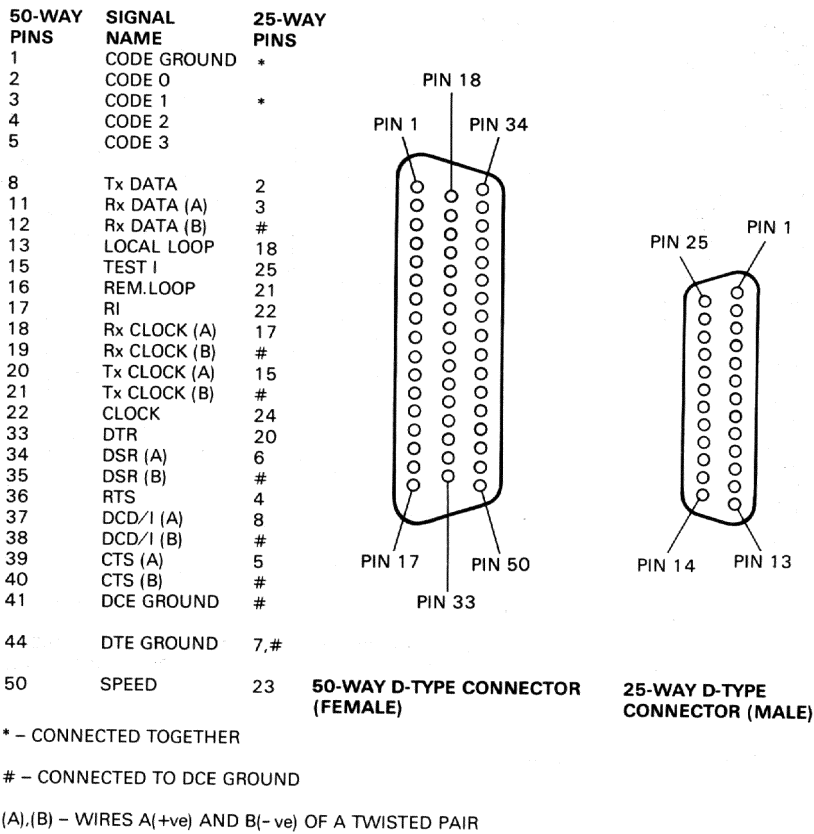 50-WAY PINS SIGNAL NAME 25-WAY PINS
1 CODE GROUND *
2 CODE 0
3 CODE 1 *
4 CODE 2
5 CODE 3
8 Tx DATA 2
11 Rx DATA (A) 3
12 Rx DATA (B) #
13 LOCAL LOOP 18
15 TEST I 25
16 REM.LOOP 21
17 RI 22
18 Rx CLOCK (A) 17
19 Rx CLOCK (B) #
20 Tx CLOCK (A) 15
21 Tx CLOCK (B) #
22 CLOCK 24
33 DTR 20
34 DSR (A) 6
35 DSR (B) #
36 RTS 4
37 DCD/I (A) 8
38 DCD/I (B) #
39 CTS (A) 5
40 CTS (B) #
41 DCE GROUND #
44 DTE GROUND 7,#
50 SPEED 23
PIN 18
PIN 1 PIN 34
PIN 17 PIN 50
PIN 33
50-WAY D-TYPE CONNECTOR
(FEMALE)
PIN 1
PIN 25
PIN 14 PIN 13
25-WAY D-TYPE
CONNECTOR (MALE)
* – CONNECTED TOGETHER
# – CONNECTED TO DCE GROUND
(A),(B) – WIRES A(+ve) AND B(-ve) OF A TWISTED PAIR